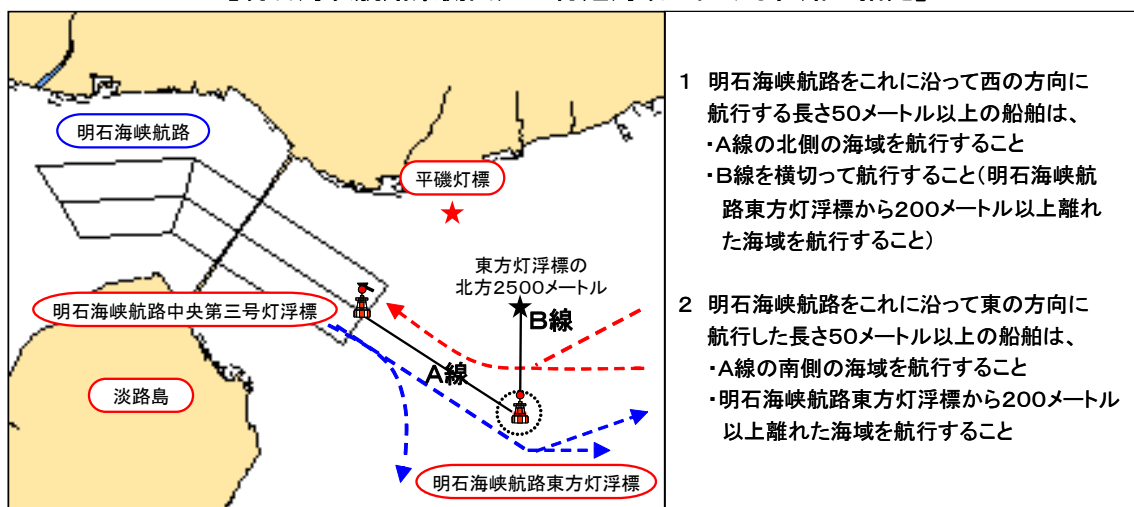 明石海峡航路
平磯灯標
東方灯浮標の
北方2500メートル
B線
明石海峡航路中央第三号灯浮標
A線
淡路島
明石海峡航路東方灯浮標
1 明石海峡航路をこれに沿って西の方向に
航行する長さ50メートル以上の船舶は、
・A線の北側の海域を航行すること
・B線を横切って航行すること(明石海峡航
路東方灯浮標から200メートル以上離れ
た海域を航行すること)
2 明石海峡航路をこれに沿って東の方向に
航行した長さ50メートル以上の船舶は、
・A線の南側の海域を航行すること
・明石海峡航路東方灯浮標から200メートル
以上離れた海域を航行すること